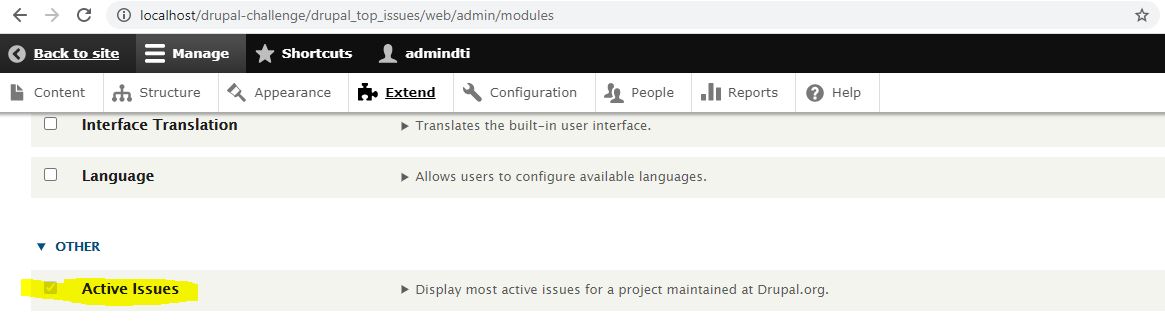 localhost/drupal-challenge/drupal_top_issues/web/admin/modules
Back to site Manage Shortcuts admindti
Content Structure Appearance Extend Configuration People Reports Help
Interface Translation Translates the built-in user interface.
Language Allows users to configure available languages.
OTHER
Active Issues Display most active issues for a project maintained at Drupal.org.